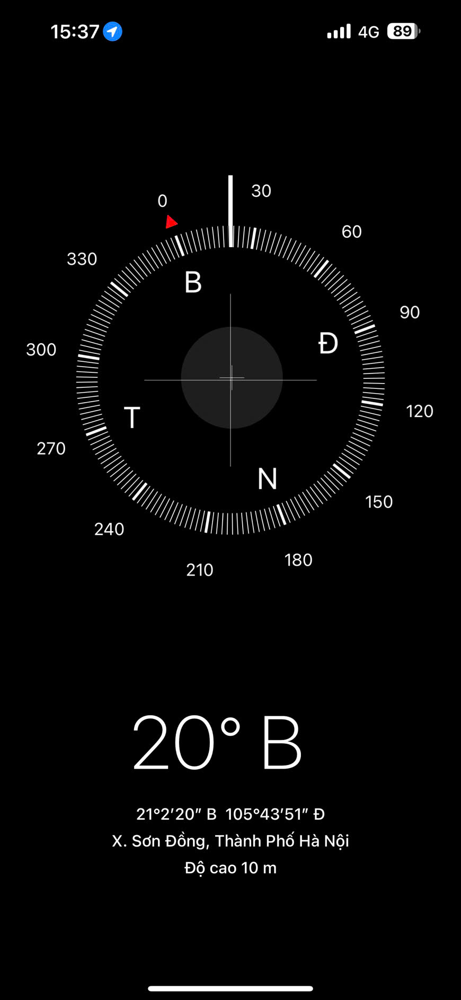 15:37 4G 89
0 30
330 60
B
300 90
Đ
T 120
270 N 150
240 180
210
20° B
21°2′20″ B 105°43′51″ Đ
X. Sơn Đồng, Thành Phố Hà Nội
Độ cao 10 m